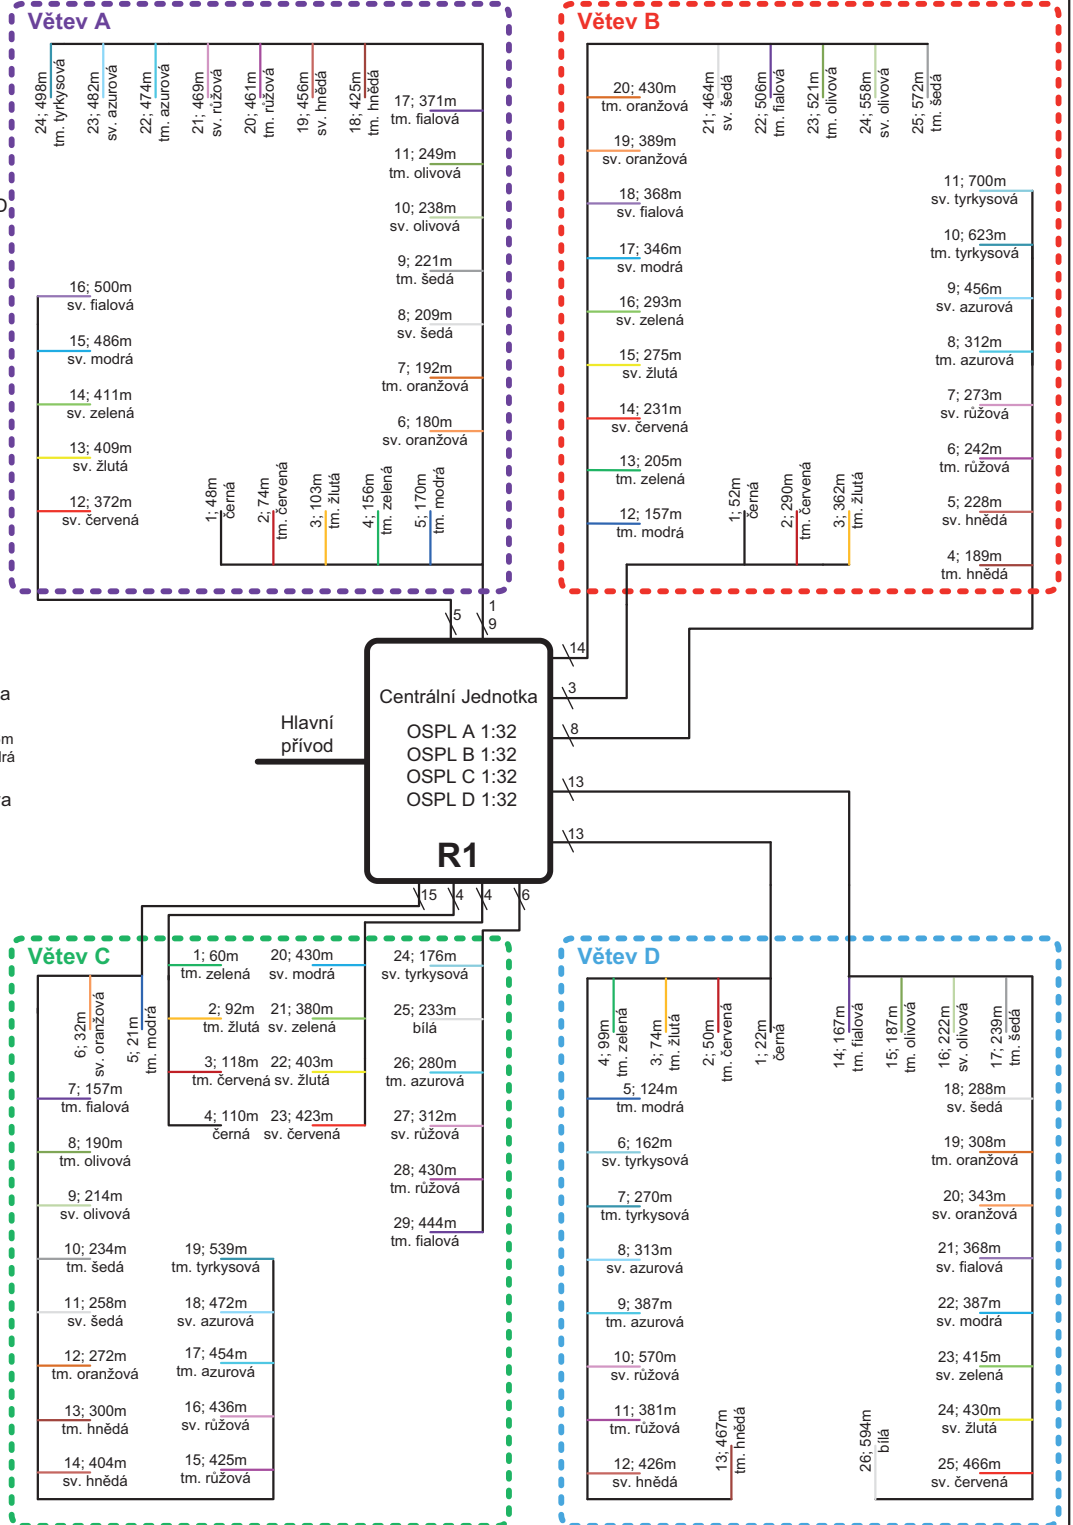 Větev A
24; 498m
tm. tyrkysová
23; 482m
sv. azurová
22; 474m
tm. azurová
21; 469m
sv. růžová
20; 461m
tm. růžová
19; 456m
sv. hnědá
18; 425m
tm. hnědá
17; 371m
tm. fialová
11; 249m
tm. olivová
10; 238m
sv. olivová
9; 221m
tm. šedá
8; 209m
sv. šedá
7; 192m
tm. oranžová
6; 180m
sv. oranžová
16; 500m
sv. fialová
15; 486m
sv. modrá
14; 411m
sv. zelená
13; 409m
sv. žlutá
12; 372m
sv. červená
1; 48m
černá
2; 74m
tm. červená
3; 103m
tm. žlutá
4; 156m
tm. zelená
5; 170m
tm. modrá
Větev B
20; 430m
tm. oranžová
19; 389m
sv. oranžová
18; 368m
sv. fialová
17; 346m
sv. modrá
16; 293m
sv. zelená
15; 275m
sv. žlutá
14; 231m
sv. červená
13; 205m
tm. zelená
12; 157m
tm. modrá
21; 464m
sv. šedá
22; 506m
tm. fialová
23; 521m
tm. olivová
24; 558m
sv. olivová
25; 572m
tm. šedá
11; 700m
sv. tyrkysová
10; 623m
tm. tyrkysová
9; 456m
sv. azurová
8; 312m
tm. azurová
7; 273m
sv. růžová
6; 242m
tm. růžová
5; 228m
sv. hnědá
4; 189m
tm. hnědá
1; 52m
černá
2; 290m
tm. červená
3; 362m
tm. žlutá
5
1
9
14
3
8
13
13
15
4
4
6
Hlavní
přívod
Centrální Jednotka
OSPL A 1:32
OSPL B 1:32
OSPL C 1:32
OSPL D 1:32
R1
a
m
Větev C
6; 32m
sv. oranžová
5; 21m
tm. modrá
7; 157m
tm. fialová
8; 190m
tm. olivová
9; 214m
sv. olivová
10; 234m
tm. šedá
11; 258m
sv. šedá
12; 272m
tm. oranžová
13; 300m
tm. hnědá
14; 404m
sv. hnědá
1; 60m
tm. zelená
2; 92m
tm. žlutá
3; 118m
tm. červená
4; 110m
černá
20; 430m
sv. modrá
21; 380m
sv. zelená
22; 403m
sv. žlutá
23; 423m
sv. červená
19; 539m
tm. tyrkysová
18; 472m
sv. azurová
17; 454m
tm. azurová
16; 436m
sv. růžová
15; 425m
tm. růžová
24; 176m
sv. tyrkysová
25; 233m
bílá
26; 280m
tm. azurová
27; 312m
sv. růžová
28; 430m
tm. růžová
29; 444m
tm. fialová
Větev D
4; 99m
tm. zelená
3; 74m
tm. žlutá
2; 50m
tm. červená
1; 22m
černá
5; 124m
tm. modrá
6; 162m
sv. tyrkysová
7; 270m
tm. tyrkysová
8; 313m
sv. azurová
9; 387m
tm. azurová
10; 570m
sv. růžová
11; 381m
tm. růžová
12; 426m
sv. hnědá
13; 467m
tm. hnědá
14; 167m
tm. fialová
15; 187m
tm. olivová
16; 222m
sv. olivová
17; 239m
tm. šedá
18; 288m
sv. šedá
19; 308m
tm. oranžová
20; 343m
sv. oranžová
21; 368m
sv. fialová
22; 387m
sv. modrá
23; 415m
sv. zelená
24; 430m
sv. žlutá
25; 466m
sv. červená
26; 594m
bílá